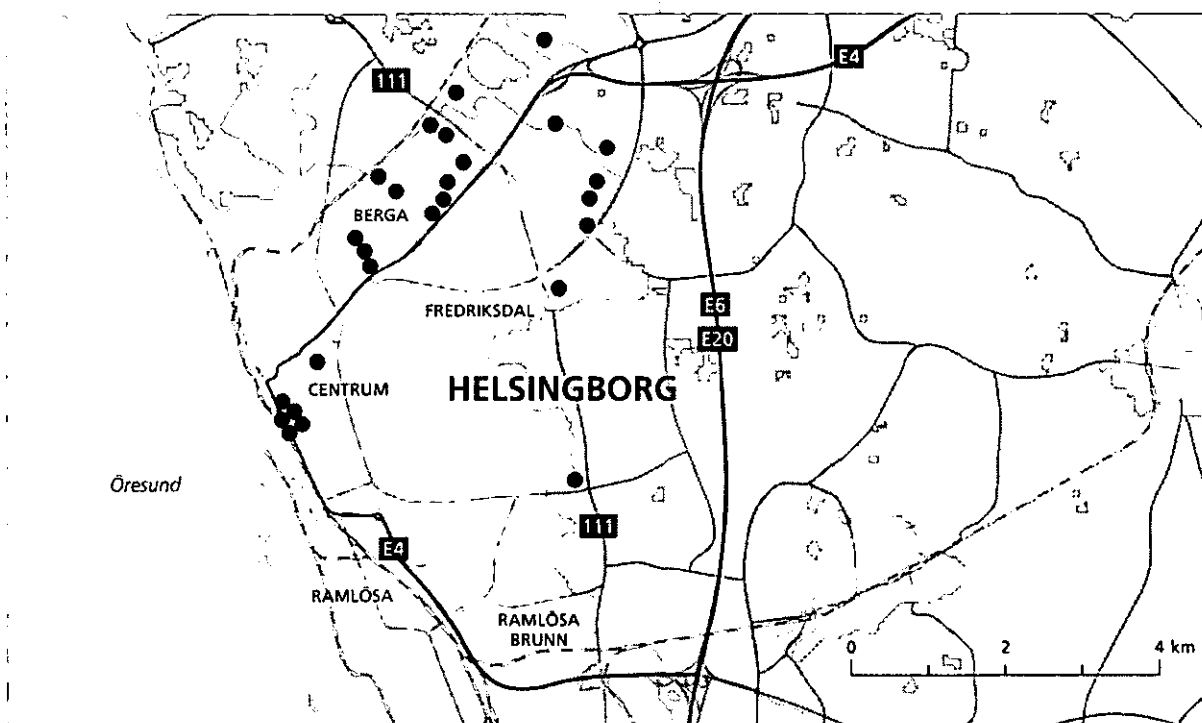 E4
111
BERGA
FREDRIKSDAL
E6
E20
CENTRUM
HELSINGBORG
Öresund
111
E4
RAMLÖSA
RAMLÖSA
BRUNN
0 2 4 km